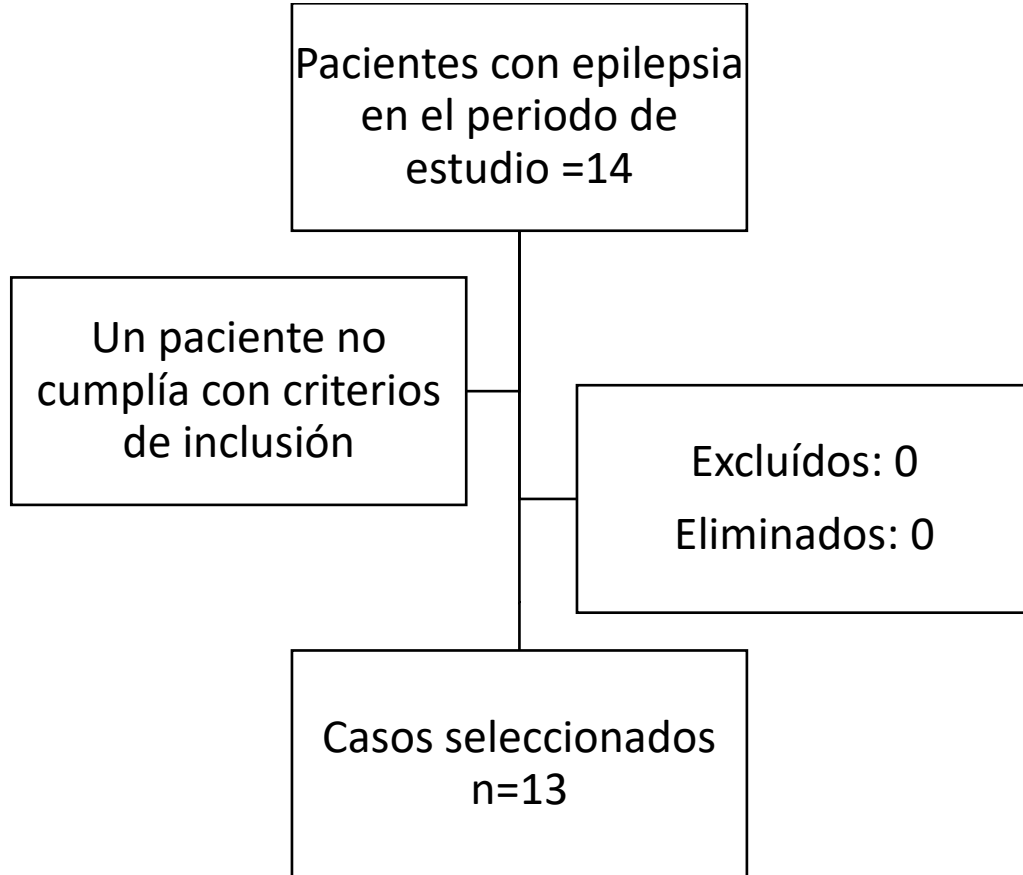 Pacientes con epilepsia
en el periodo de
estudio =14
Un paciente no
cumplía con criterios
de inclusión
Excluídos: 0
Eliminados: 0
Casos seleccionados
n=13